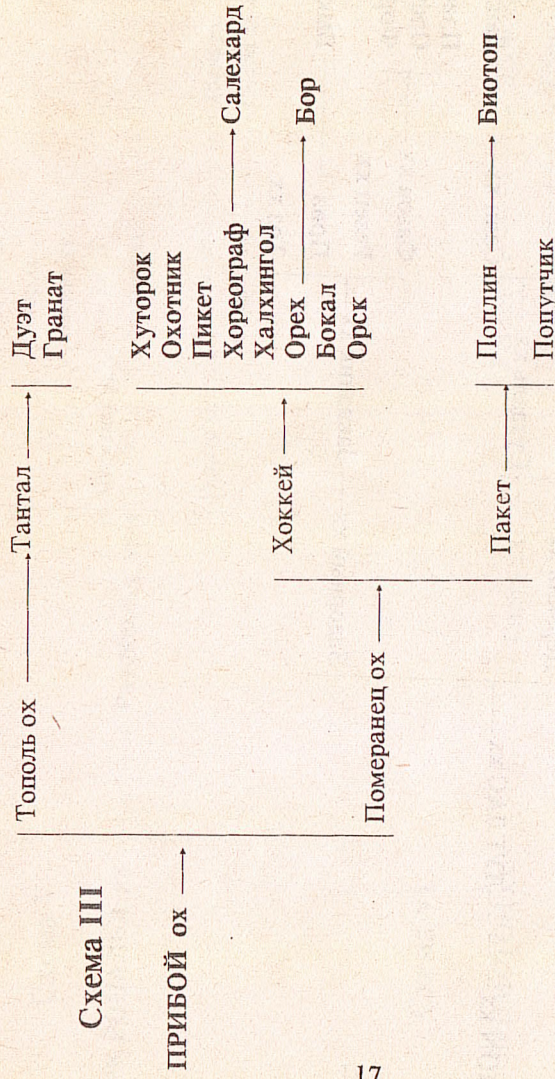 Схема III
ПРИБОЙ ох
Тополь ох
Тантал
Дуэт
Гранат
Померанец ох
Хоккей
Хуторок
Охотник
Пикет
Хореограф
Салехард
Халхингол
Орех
Бор
Бокал
Орск
Пакет
Поплин
Биотоп
Попутчик
17